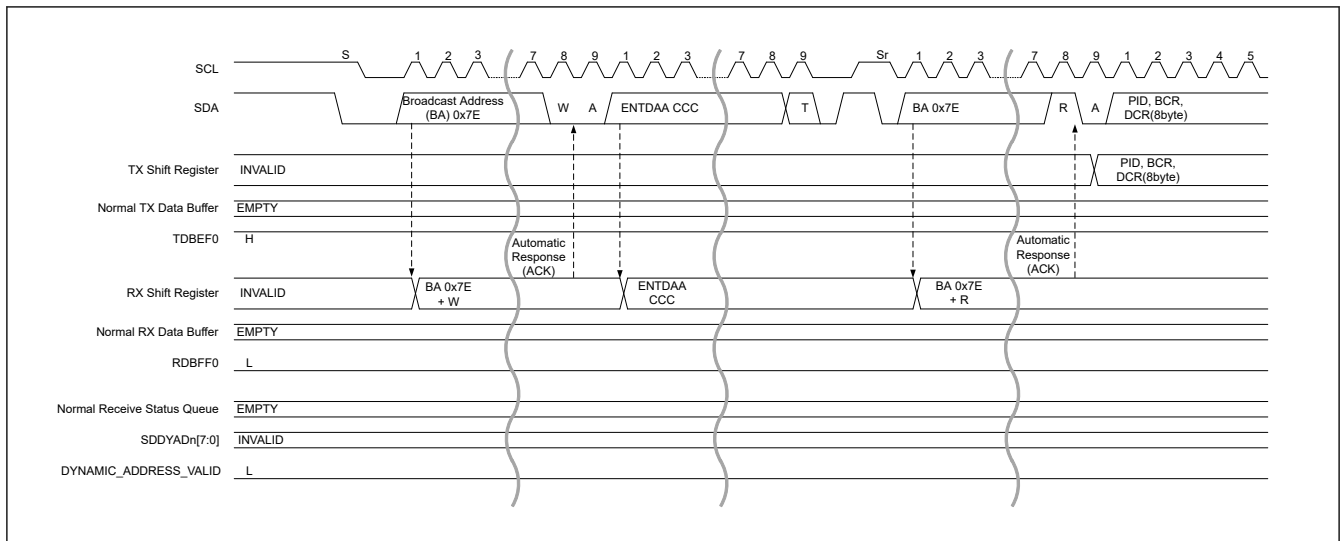 S 1 2 3 7 8 9 1 2 3 7 8 9 Sr 1 2 3 7 8 9 1 2 3 4 5
SCL
SDA
Broadcast Address
(BA) 0x7E
W A
ENTDAA CCC
T
BA 0x7E
R A
PID, BCR,
DCR(8byte)
TX Shift Register INVALID
PID, BCR,
DCR(8byte)
Normal TX Data Buffer EMPTY
TDBEF0 H
Automatic
Response
(ACK)
Automatic
Response
(ACK)
RX Shift Register INVALID
BA 0x7E
+ W
ENTDAA
CCC
BA 0x7E
+ R
Normal RX Data Buffer EMPTY
RDBFF0 L
Normal Receive Status Queue EMPTY
SDDYADn[7:0] INVALID
DYNAMIC_ADDRESS_VALID L